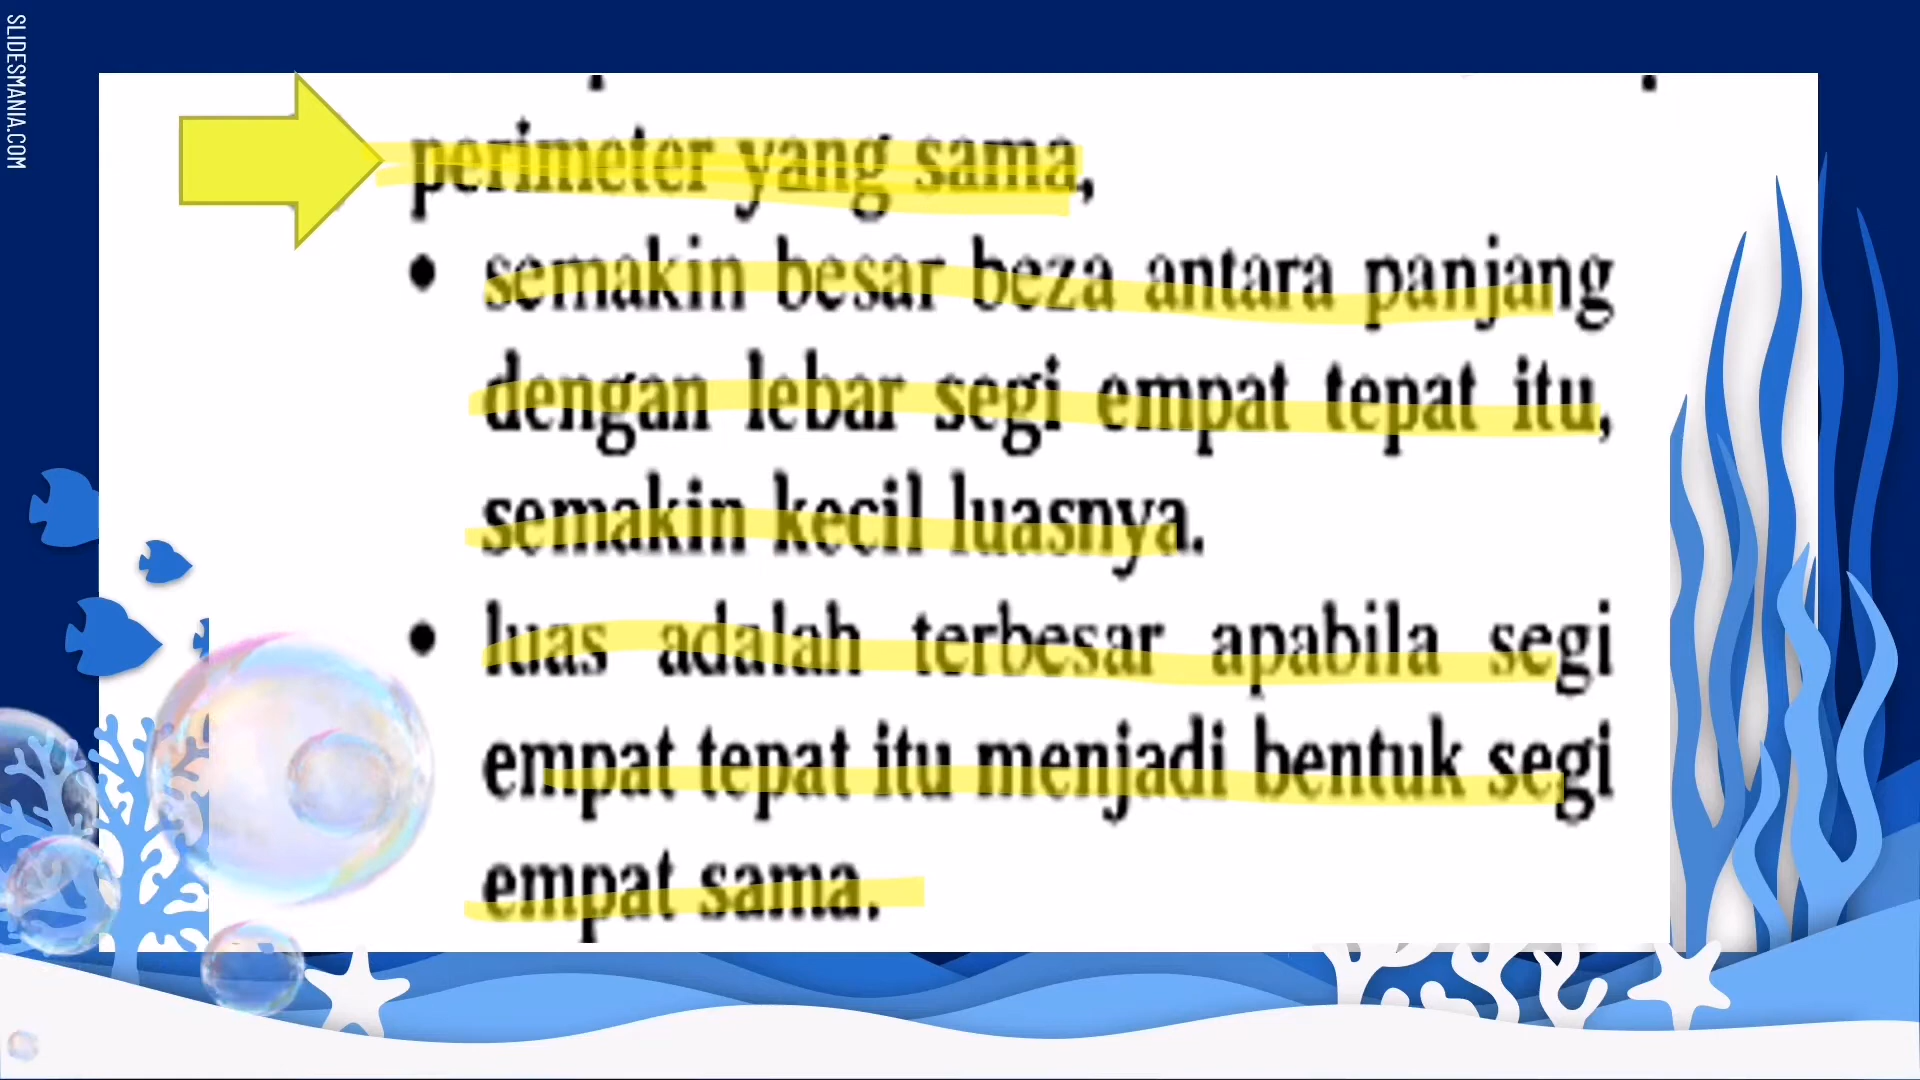 SLIDESMANIA.COM
perimeter yang sama,
• semakin besar beza antara panjang
dengan lebar segi empat tepat itu,
semakin kecil luasnya.
• luas adalah terbesar apabila segi
empat tepat itu menjadi bentuk segi
empat sama.